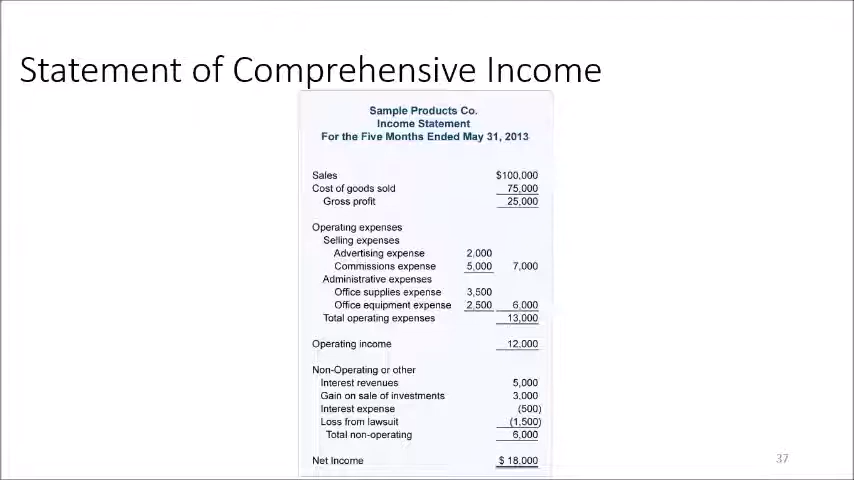 Statement of Comprehensive Income
Sample Products Co.
Income Statement
For the Five Months Ended May 31, 2013
Sales $100,000
Cost of goods sold 75,000
Gross profit 25,000
Operating expenses
Selling expenses
Advertising expense 2,000
Commissions expense 5,000 7,000
Administrative expenses
Office supplies expense 3,500
Office equipment expense 2,500 6,000
Total operating expenses 13,000
Operating income 12,000
Non-Operating or other
Interest revenues 5,000
Gain on sale of investments 3,000
Interest expense (500)
Loss from lawsuit (1,500)
Total non-operating 6,000
Net Income $ 18,000
37